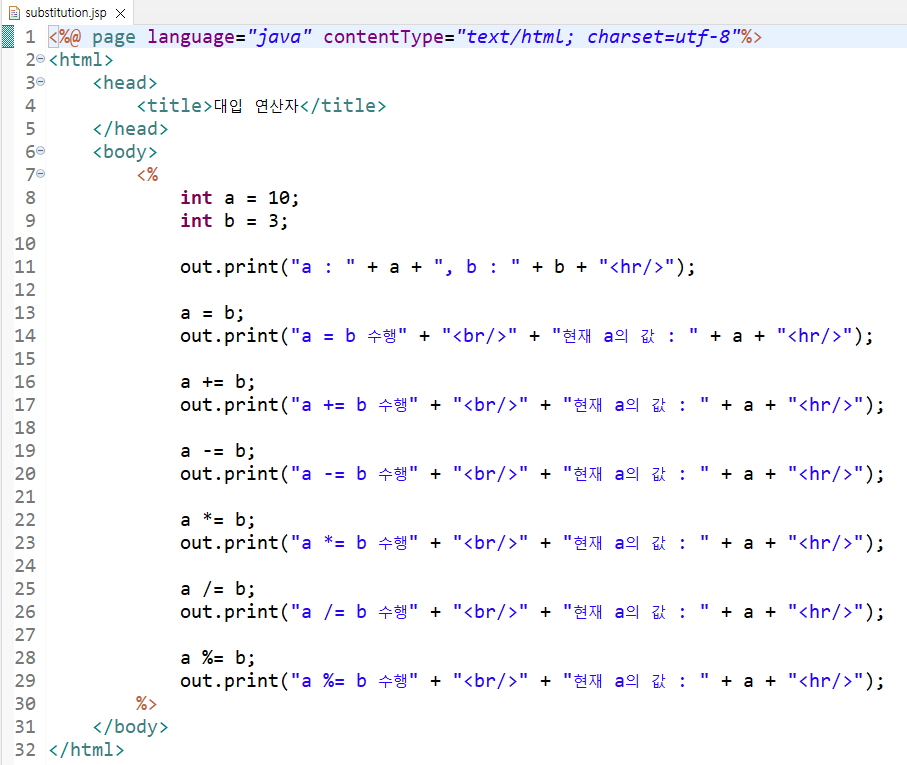 substitution.jsp
1 <%@ page language="java" contentType="text/html; charset=utf-8"%>
2 <html>
3     <head>
4         <title>대입 연산자</title>
5     </head>
6     <body>
7         <%
8             int a = 10;
9             int b = 3;
10
11             out.print("a : " + a + ", b : " + b + "<hr/>");
12
13             a = b;
14             out.print("a = b 수행" + "<br/>" + "현재 a의 값 : " + a + "<hr/>");
15
16             a += b;
17             out.print("a += b 수행" + "<br/>" + "현재 a의 값 : " + a + "<hr/>");
18
19             a -= b;
20             out.print("a -= b 수행" + "<br/>" + "현재 a의 값 : " + a + "<hr/>");
21
22             a *= b;
23             out.print("a *= b 수행" + "<br/>" + "현재 a의 값 : " + a + "<hr/>");
24
25             a /= b;
26             out.print("a /= b 수행" + "<br/>" + "현재 a의 값 : " + a + "<hr/>");
27
28             a %= b;
29             out.print("a %= b 수행" + "<br/>" + "현재 a의 값 : " + a + "<hr/>");
30         %>
31     </body>
32 </html>